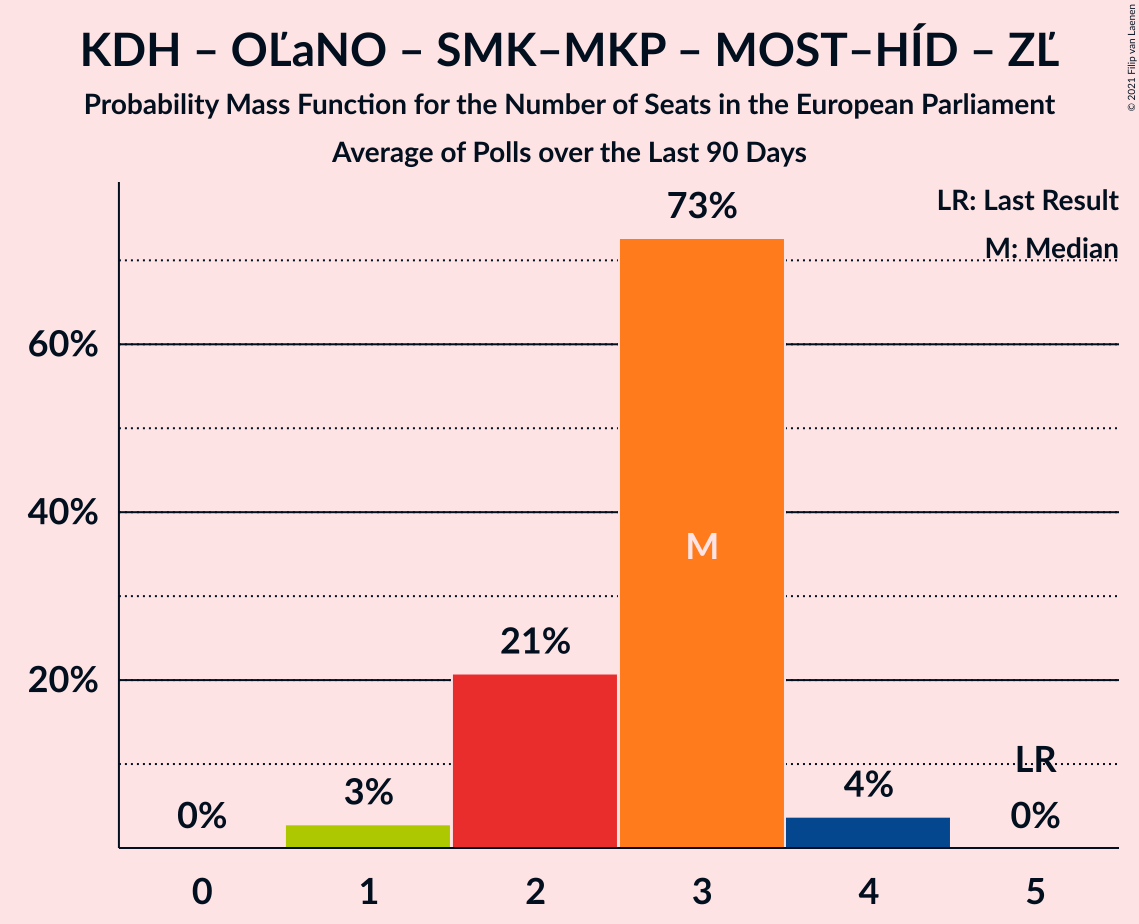 KDH – OĽaNO – SMK–MKP – MOST–HÍD – ZĽ
Probability Mass Function for the Number of Seats in the European Parliament
Average of Polls over the Last 90 Days
© 2021 Filip van Laenen
LR: Last Result
M: Median
73%
60%
40%
M
21%
20%
LR
3%
4%
0%
0%
0 1 2 3 4 5